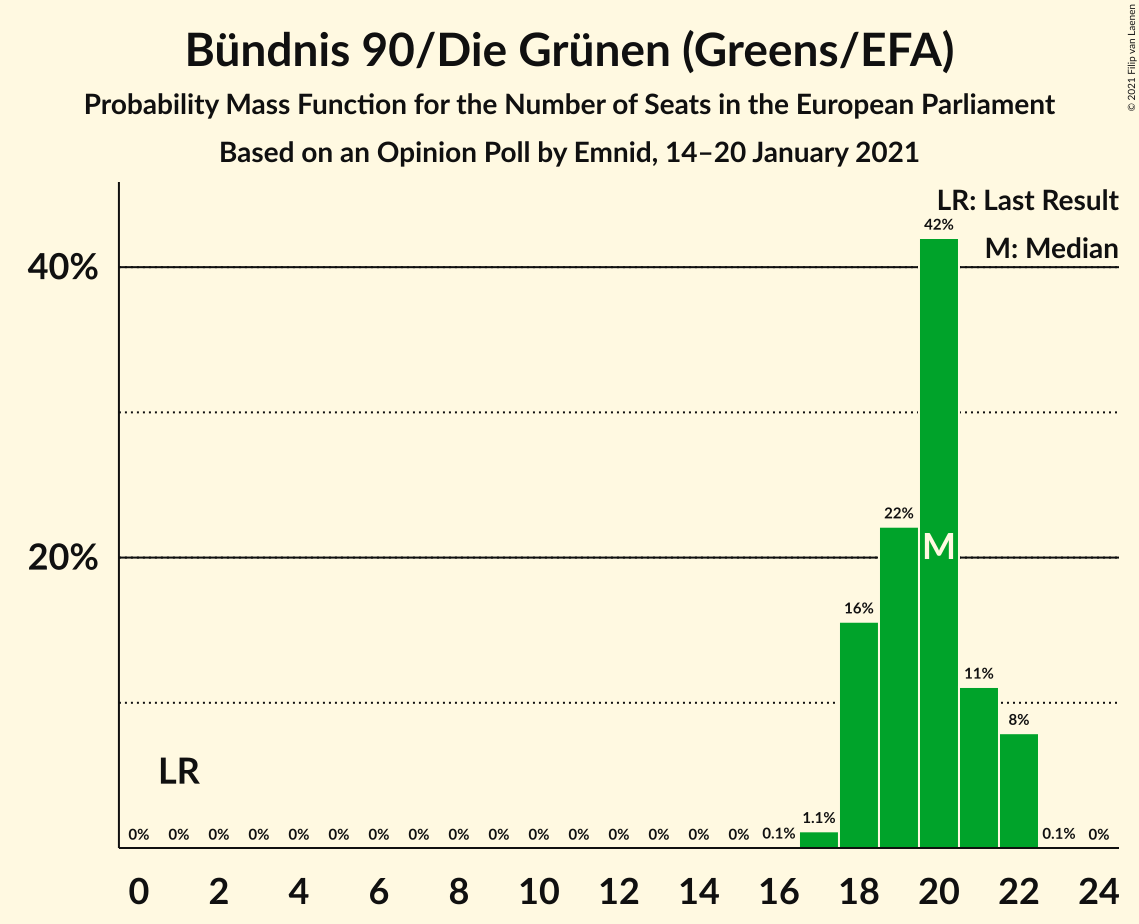 Bündnis 90/Die Grünen (Greens/EFA)
Probability Mass Function for the Number of Seats in the European Parliament
Based on an Opinion Poll by Emnid, 14–20 January 2021
© 2021 Filip van Laenen
LR: Last Result
M: Median
42%
40%
22%
20%
M
16%
11%
8%
LR
0% 0% 0% 0% 0% 0% 0% 0% 0% 0% 0% 0% 0% 0% 0% 0% 0.1% 1.1% 0.1% 0%
0 2 4 6 8 10 12 14 16 18 20 22 24